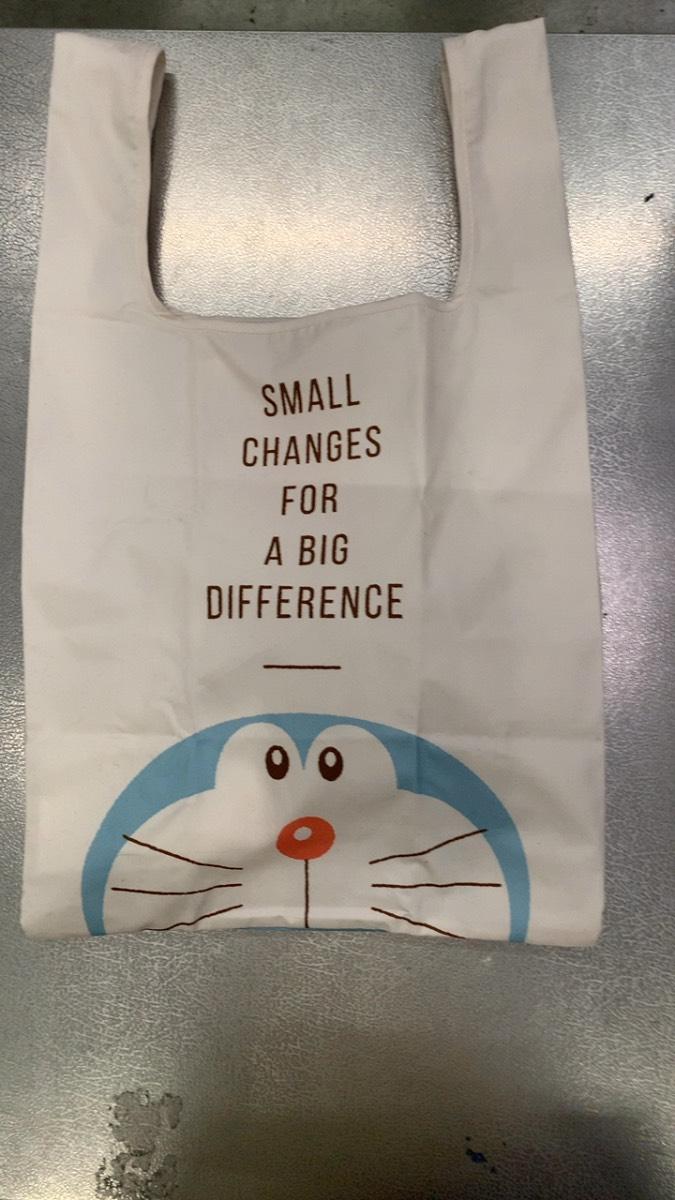 SMALL
CHANGES
FOR
A BIG
DIFFERENCE